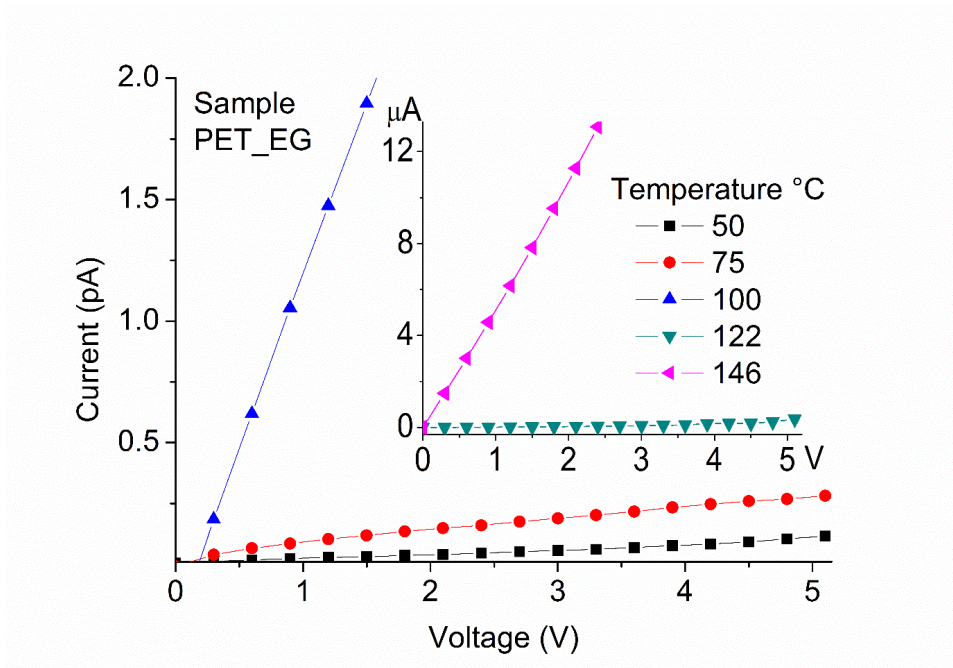 2.0
1.5
1.0
0.5
Current (pA)
Sample
PET_EG
μA
12
8
4
0
0 1 2 3 4 5 V
Temperature °C
50
75
100
122
146
0 1 2 3 4 5
Voltage (V)